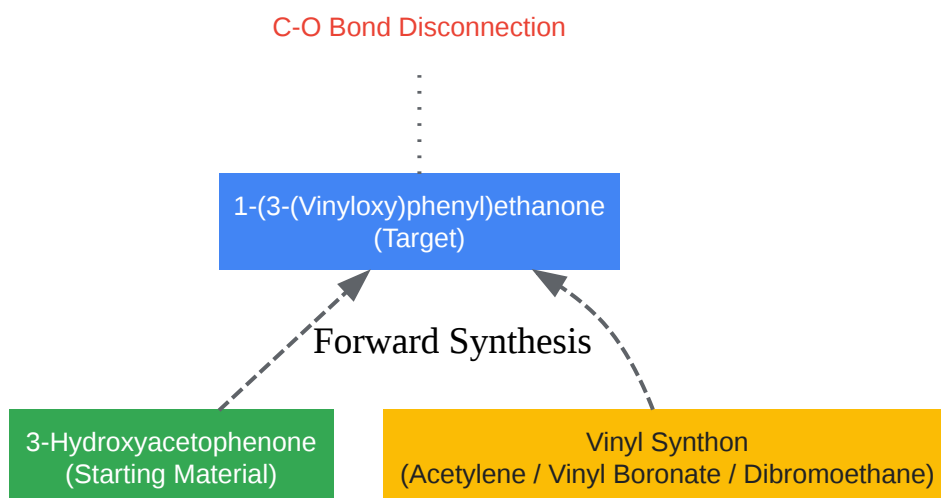 C-O Bond Disconnection
1-(3-(Vinyloxy)phenyl)ethanone
(Target)
Forward Synthesis
3-Hydroxyacetophenone
(Starting Material)
Vinyl Synthon
(Acetylene / Vinyl Boronate / Dibromoethane)